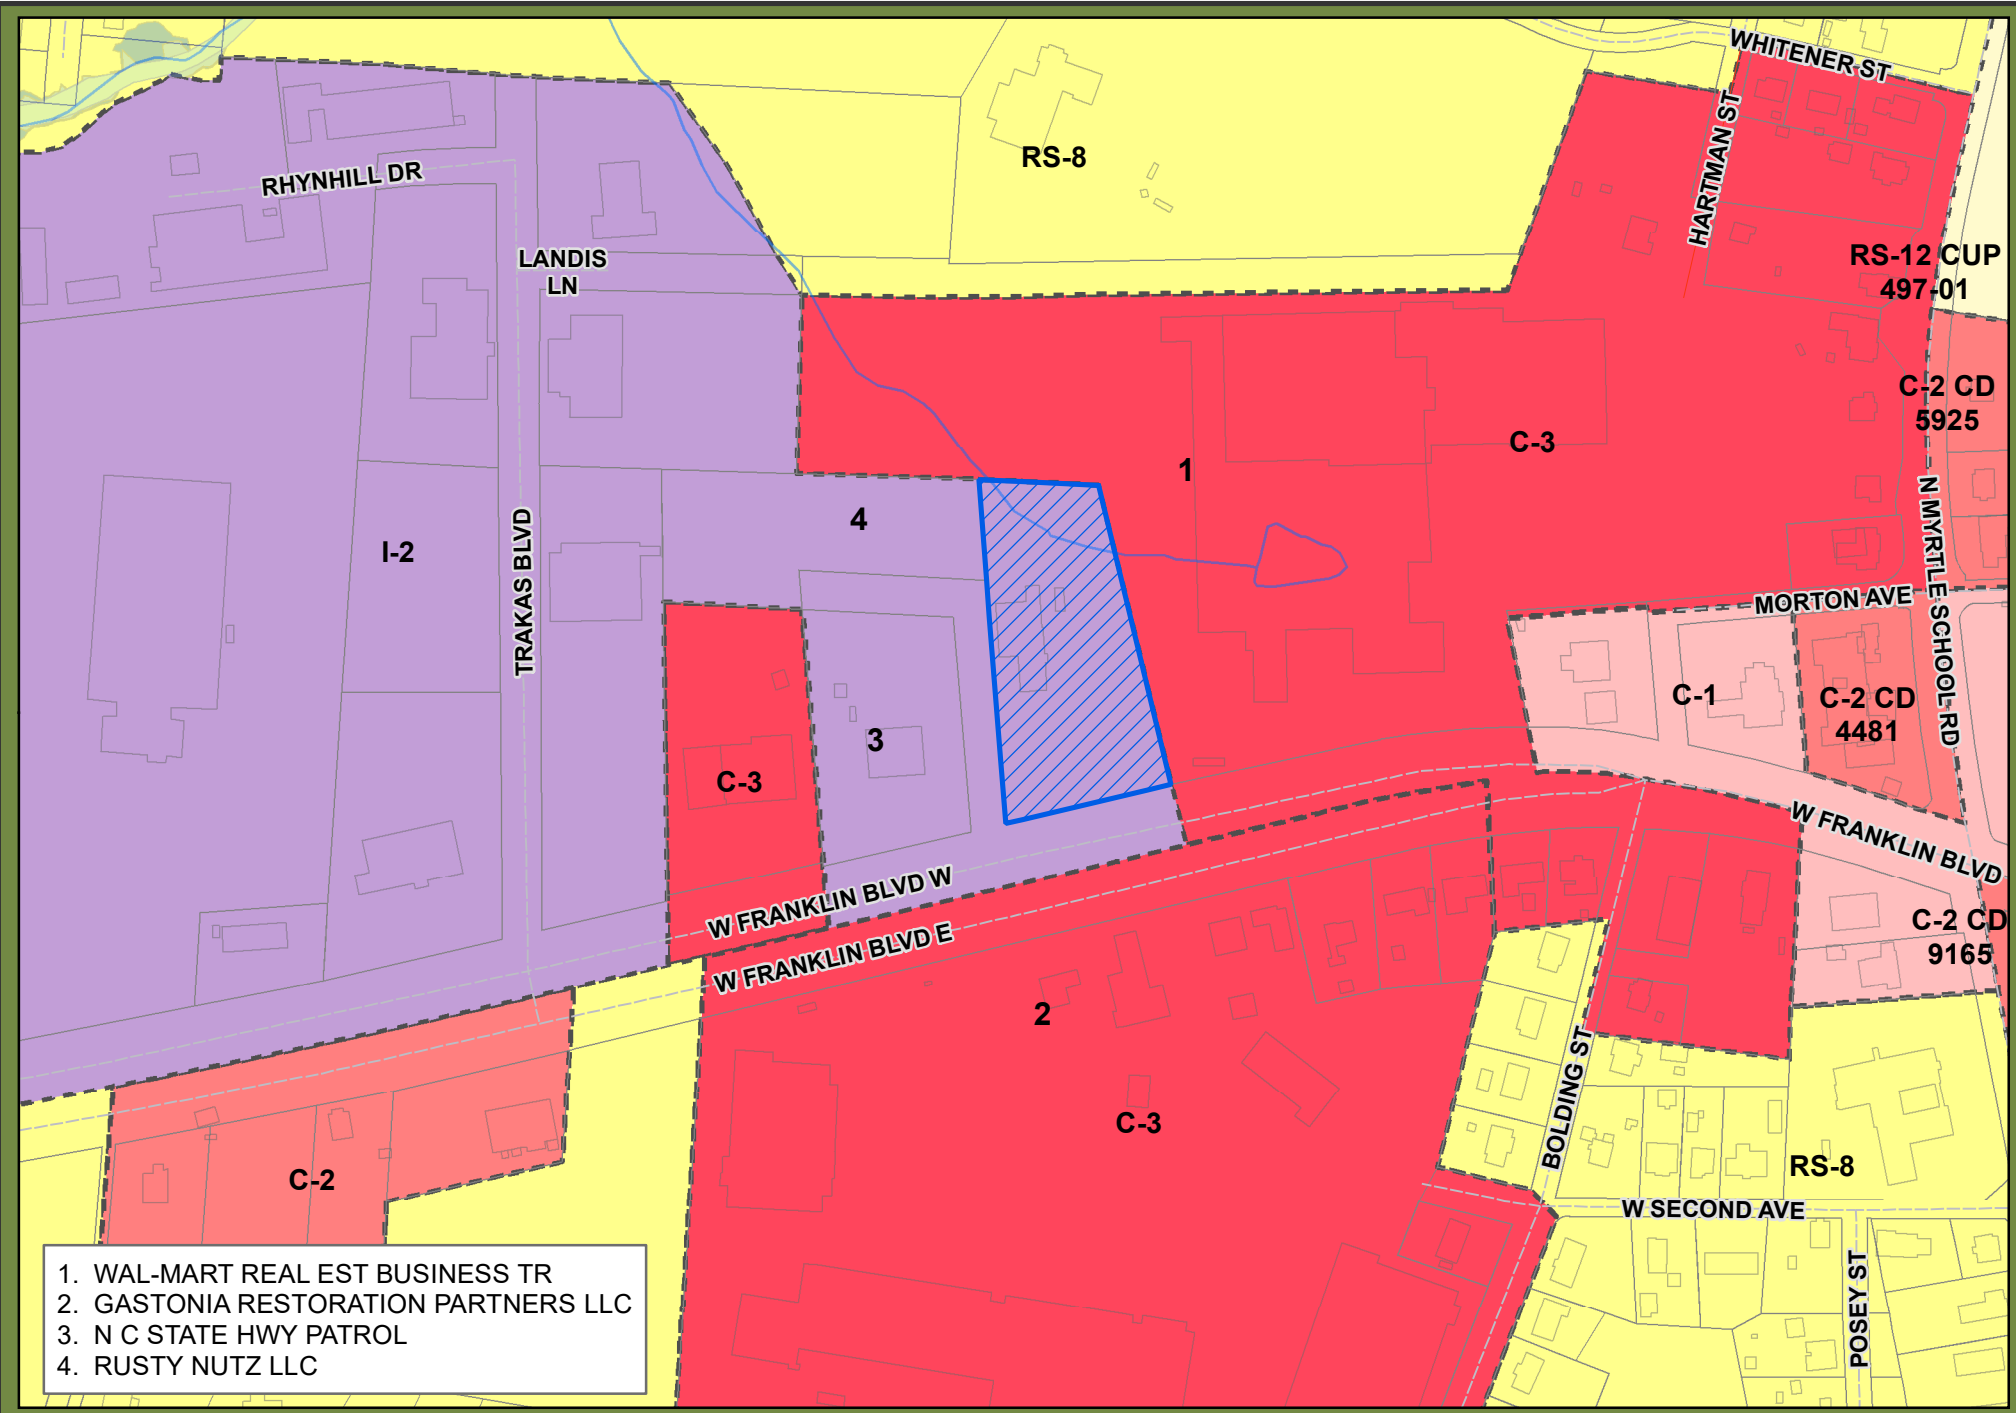 WHITENER ST
HARTMAN ST
RS-8
RHYNHILL DR
LANDIS
LN
RS-12 CUP
497-01
C-2 CD
5925
C-3
1
4
I-2
TRAKAS BLVD
N MYRTLE SCHOOL RD
MORTON AVE
C-1
C-2 CD
4481
3
C-3
W FRANKLIN BLVD
W FRANKLIN BLVD W
W FRANKLIN BLVD E
C-2 CD
9165
2
C-3
BOLDING ST
RS-8
C-2
W SECOND AVE
POSEY ST
1. WAL-MART REAL EST BUSINESS TR
2. GASTONIA RESTORATION PARTNERS LLC
3. N C STATE HWY PATROL
4. RUSTY NUTZ LLC